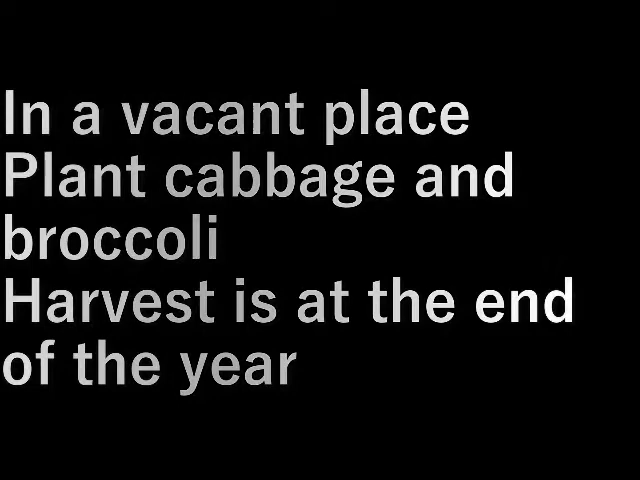 In a vacant place
Plant cabbage and
broccoli
Harvest is at the end
of the year